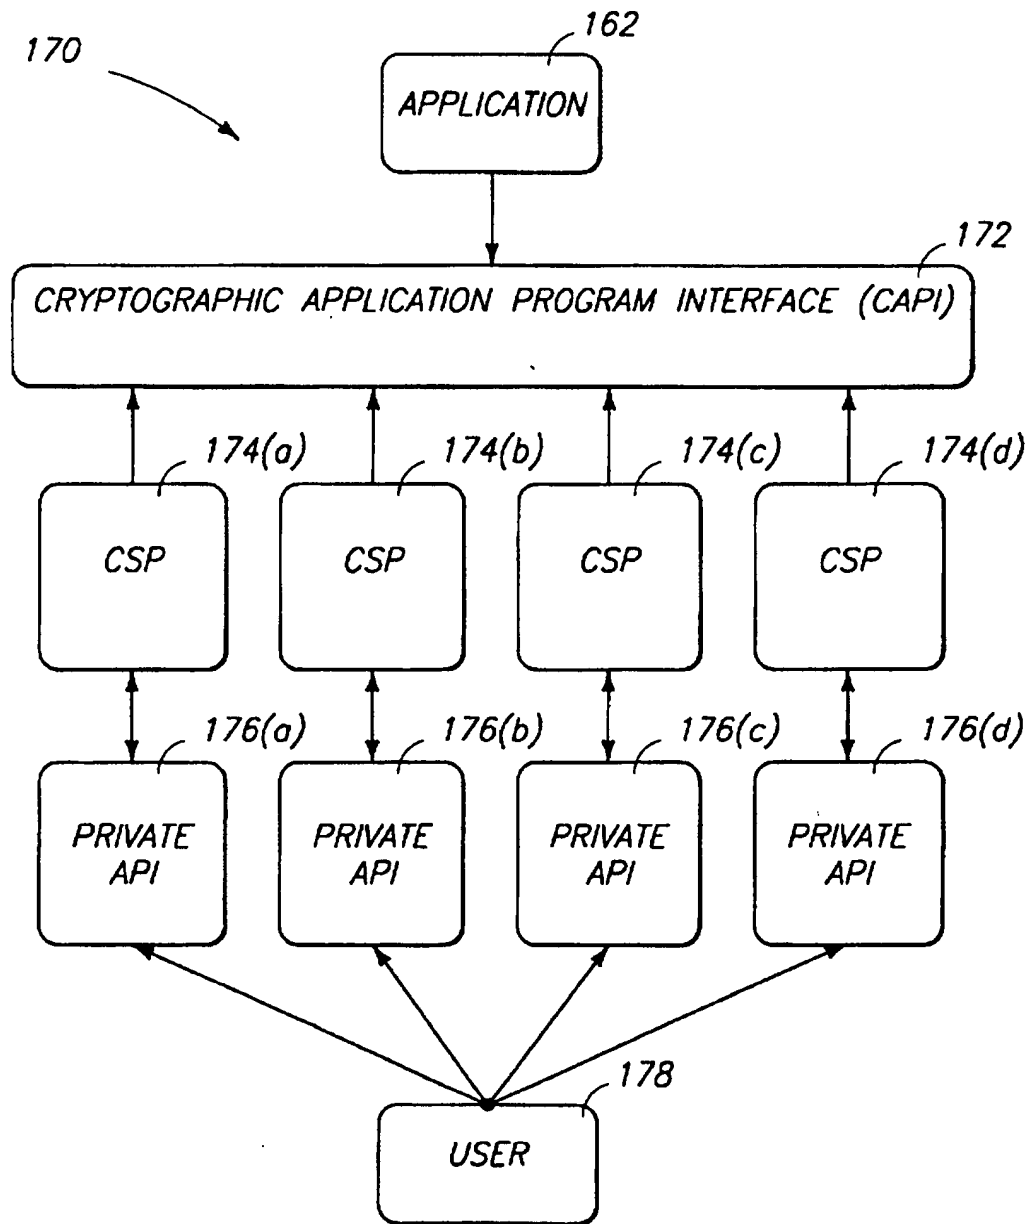 170
162
APPLICATION
172
CRYPTOGRAPHIC APPLICATION PROGRAM INTERFACE (CAPI)
174(a)
174(b)
174(c)
174(d)
CSP
CSP
CSP
CSP
176(a)
176(b)
176(c)
176(d)
PRIVATE
API
PRIVATE
API
PRIVATE
API
PRIVATE
API
178
USER